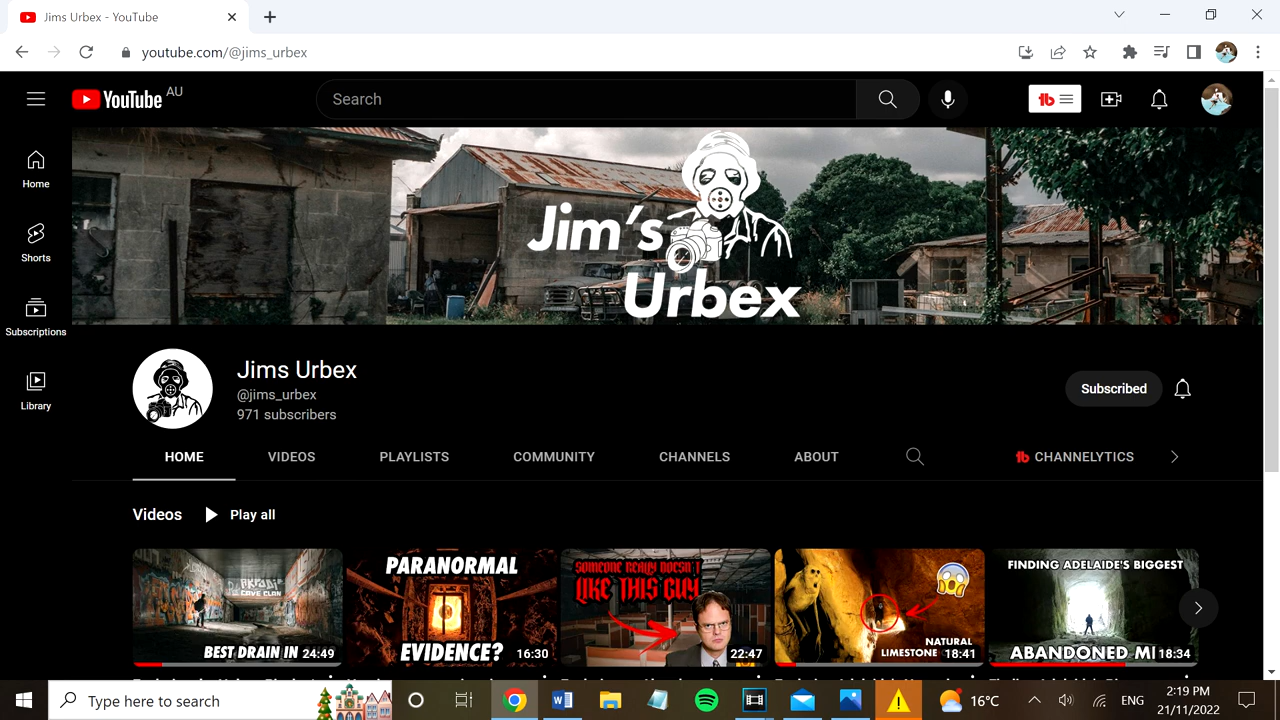 Jims Urbex - YouTube
youtube.com/@jims_urbex
YouTube AU
Search
Home
Shorts
Subscriptions
Library
Jim's
Urbex
Jims Urbex
@jims_urbex
971 subscribers
Subscribed
HOME VIDEOS PLAYLISTS COMMUNITY CHANNELS ABOUT CHANNELYTICS
Videos Play all
CAVE CLAN
BEST DRAIN IN 24:49
PARANORMAL
EVIDENCE? 16:30
SOMEONE REALLY DOESN'T
LIKE THIS GUY
22:47
NATURAL
LIMESTONE 18:41
FINDING ADELAIDE'S BIGGEST
ABANDONED MI 18:34
Type here to search
16°C
ENG
2:19 PM
21/11/2022